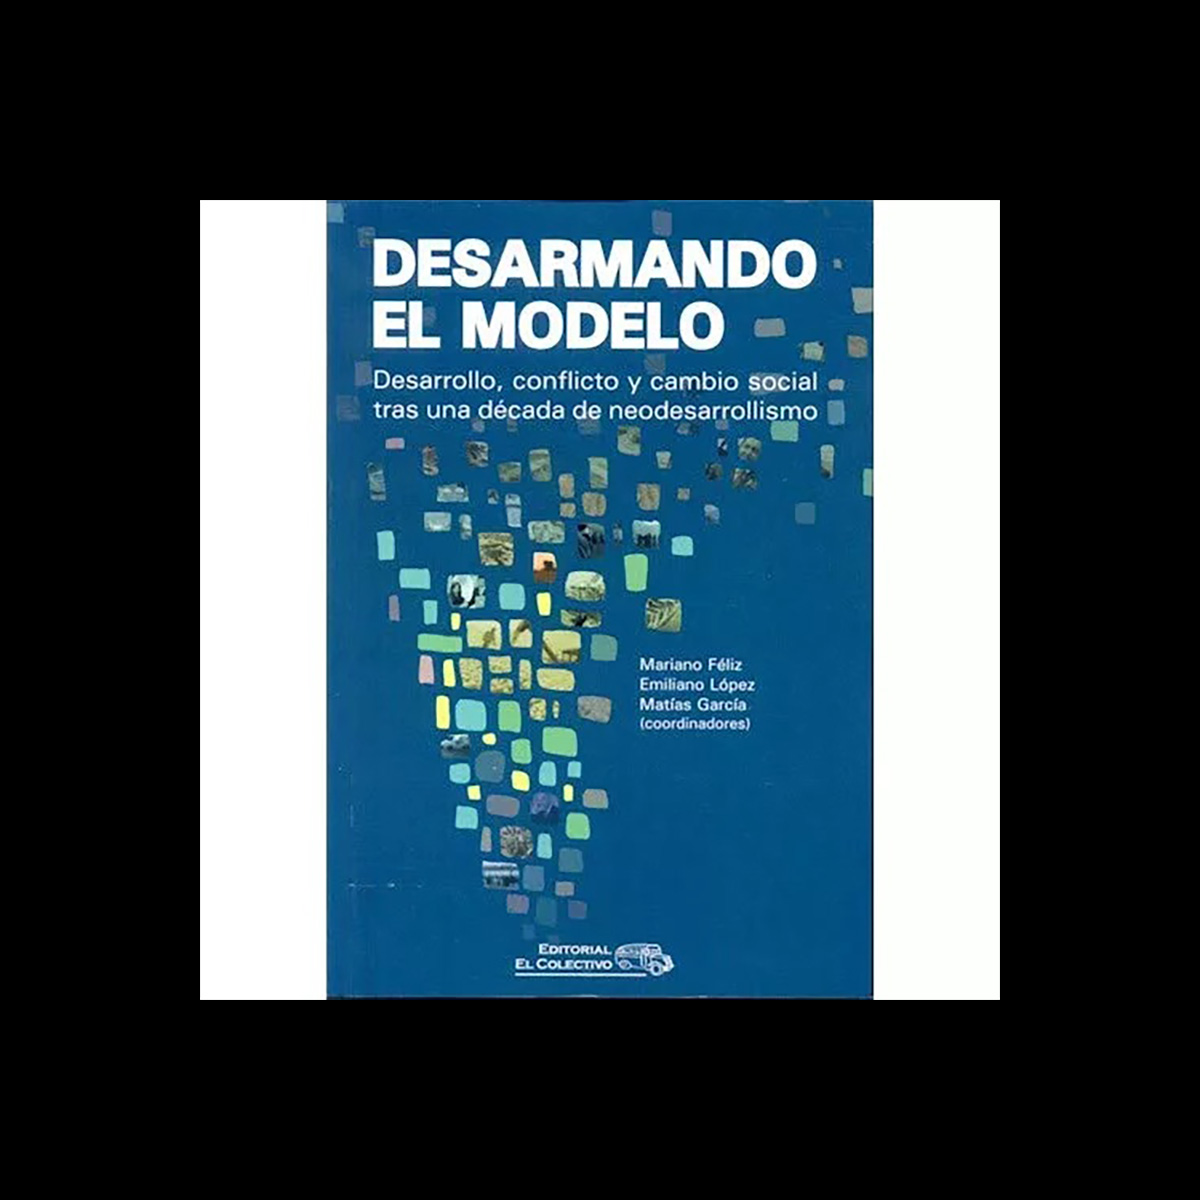 DESARMANDO
EL MODELO
Desarrollo, conflicto y cambio social
tras una década de neodesarrollismo
Mariano Féliz
Emiliano López
Matías García
(coordinadores)
EDITORIAL
EL COLECTIVO